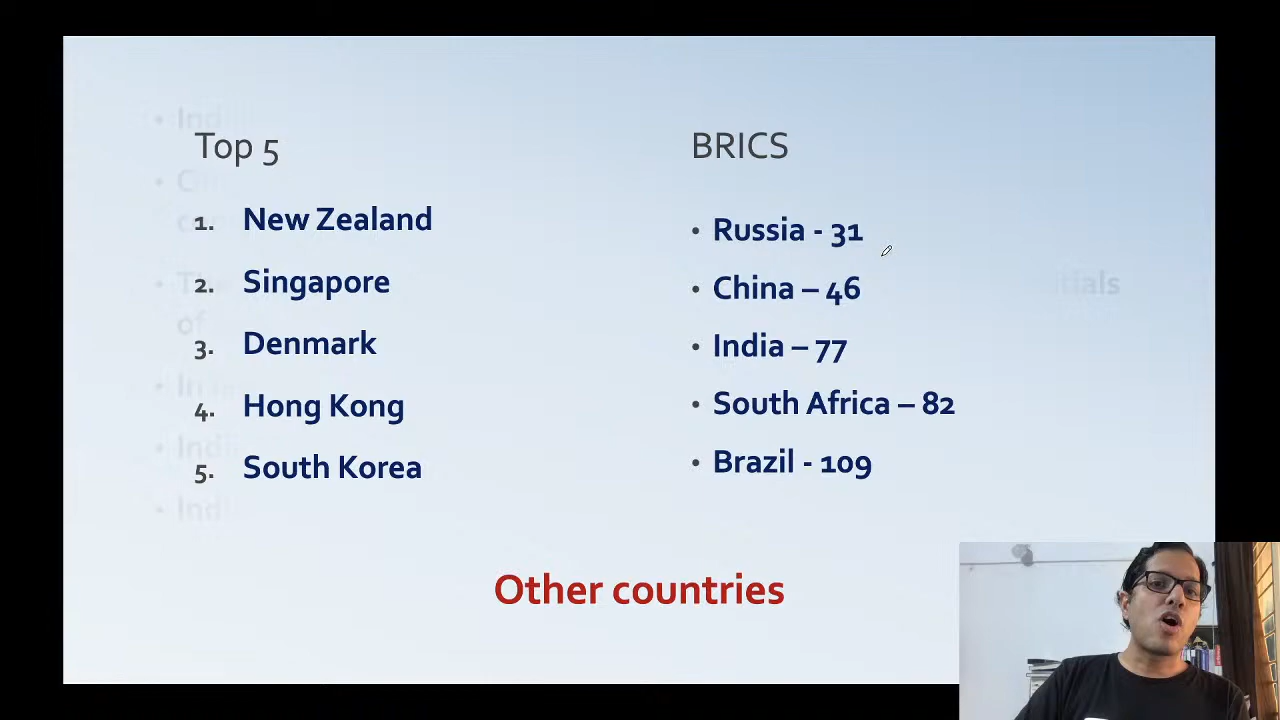 Top 5
1. New Zealand
2. Singapore
3. Denmark
4. Hong Kong
5. South Korea
BRICS
• Russia - 31
• China – 46
• India – 77
• South Africa – 82
• Brazil - 109
Other countries